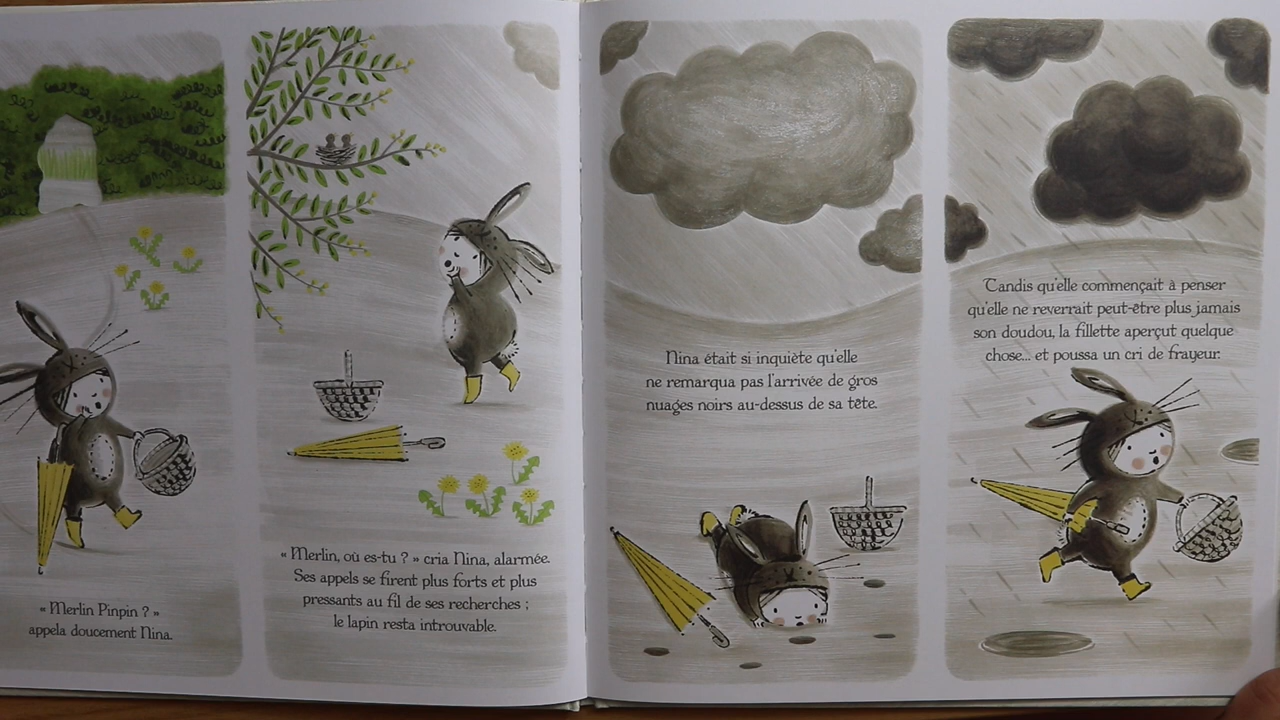 « Merlin Pinpin ? »
appela doucement Nina.
« Merlin, où es-tu ? » cria Nina, alarmée.
Ses appels se firent plus forts et plus
pressants au fil de ses recherches ;
le lapin resta introuvable.
Nina était si inquiète qu'elle
ne remarqua pas l'arrivée de gros
nuages noirs au-dessus de sa tête.
Tandis qu'elle commençait à penser
qu'elle ne reverrait peut-être plus jamais
son doudou, la fillette aperçut quelque
chose... et poussa un cri de frayeur.